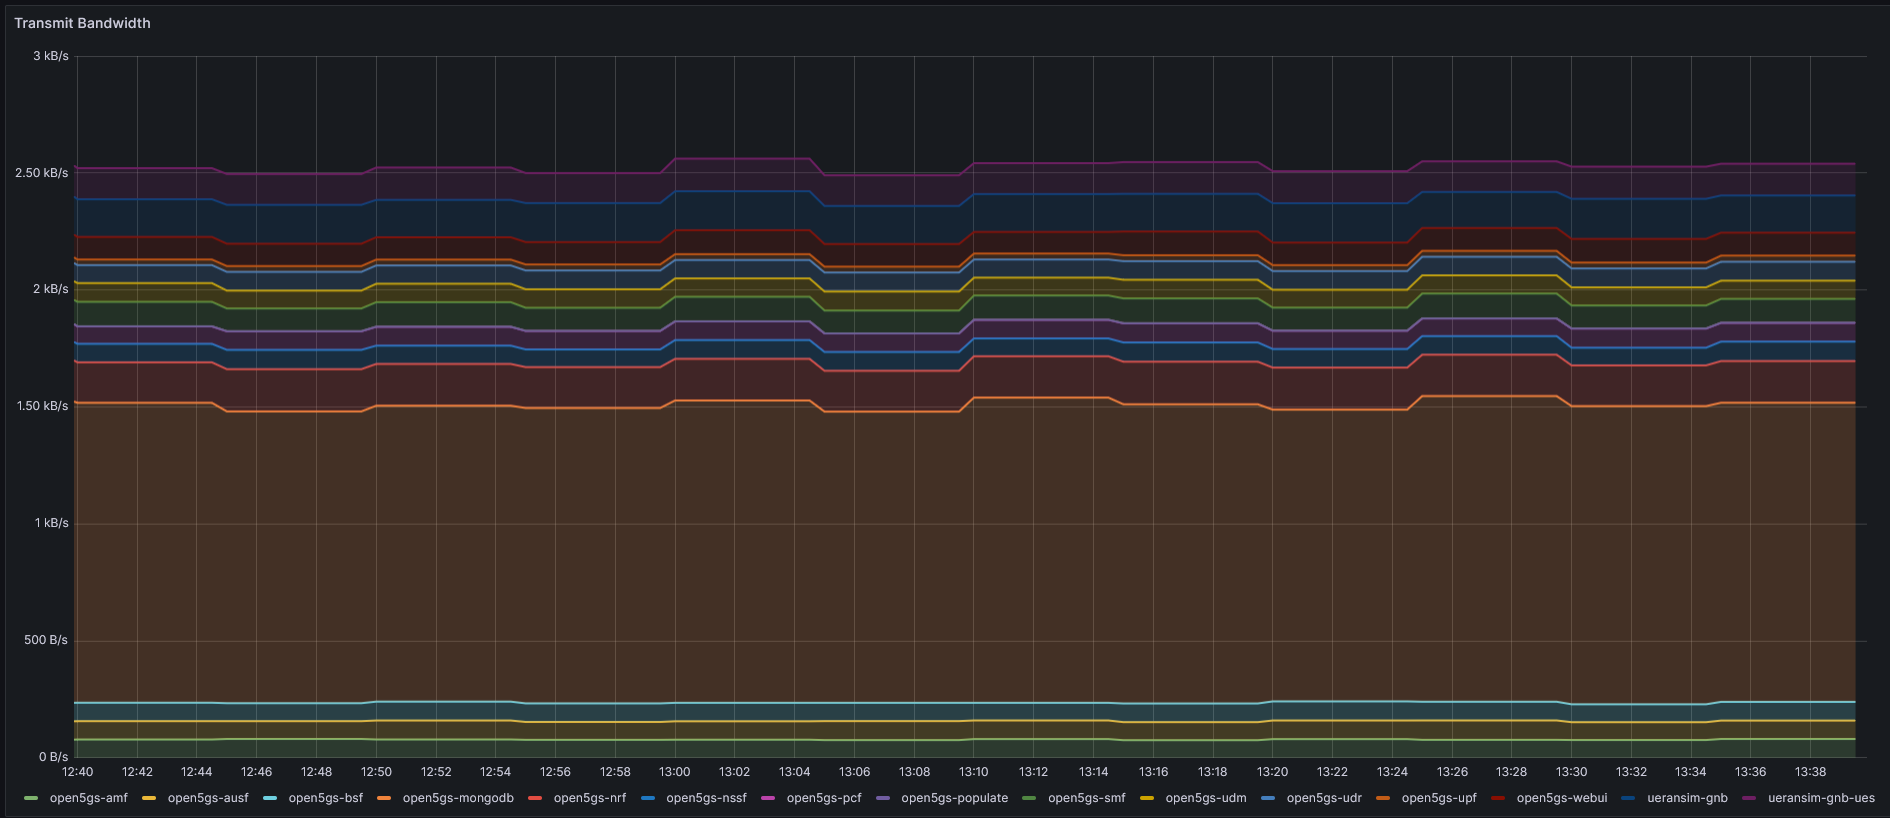 Transmit Bandwidth
3 kB/s
2.50 kB/s
2 kB/s
1.50 kB/s
1 kB/s
500 B/s
0 B/s
12:40 12:42 12:44 12:46 12:48 12:50 12:52 12:54 12:56 12:58 13:00 13:02 13:04 13:06 13:08 13:10 13:12 13:14 13:16 13:18 13:20 13:22 13:24 13:26 13:28 13:30 13:32 13:34 13:36 13:38
open5gs-amf open5gs-ausf open5gs-bsf open5gs-mongodb open5gs-nrf open5gs-nssf open5gs-pcf open5gs-populate open5gs-smf open5gs-udm open5gs-udr open5gs-upf open5gs-webui ueransim-gnb ueransim-gnb-ues